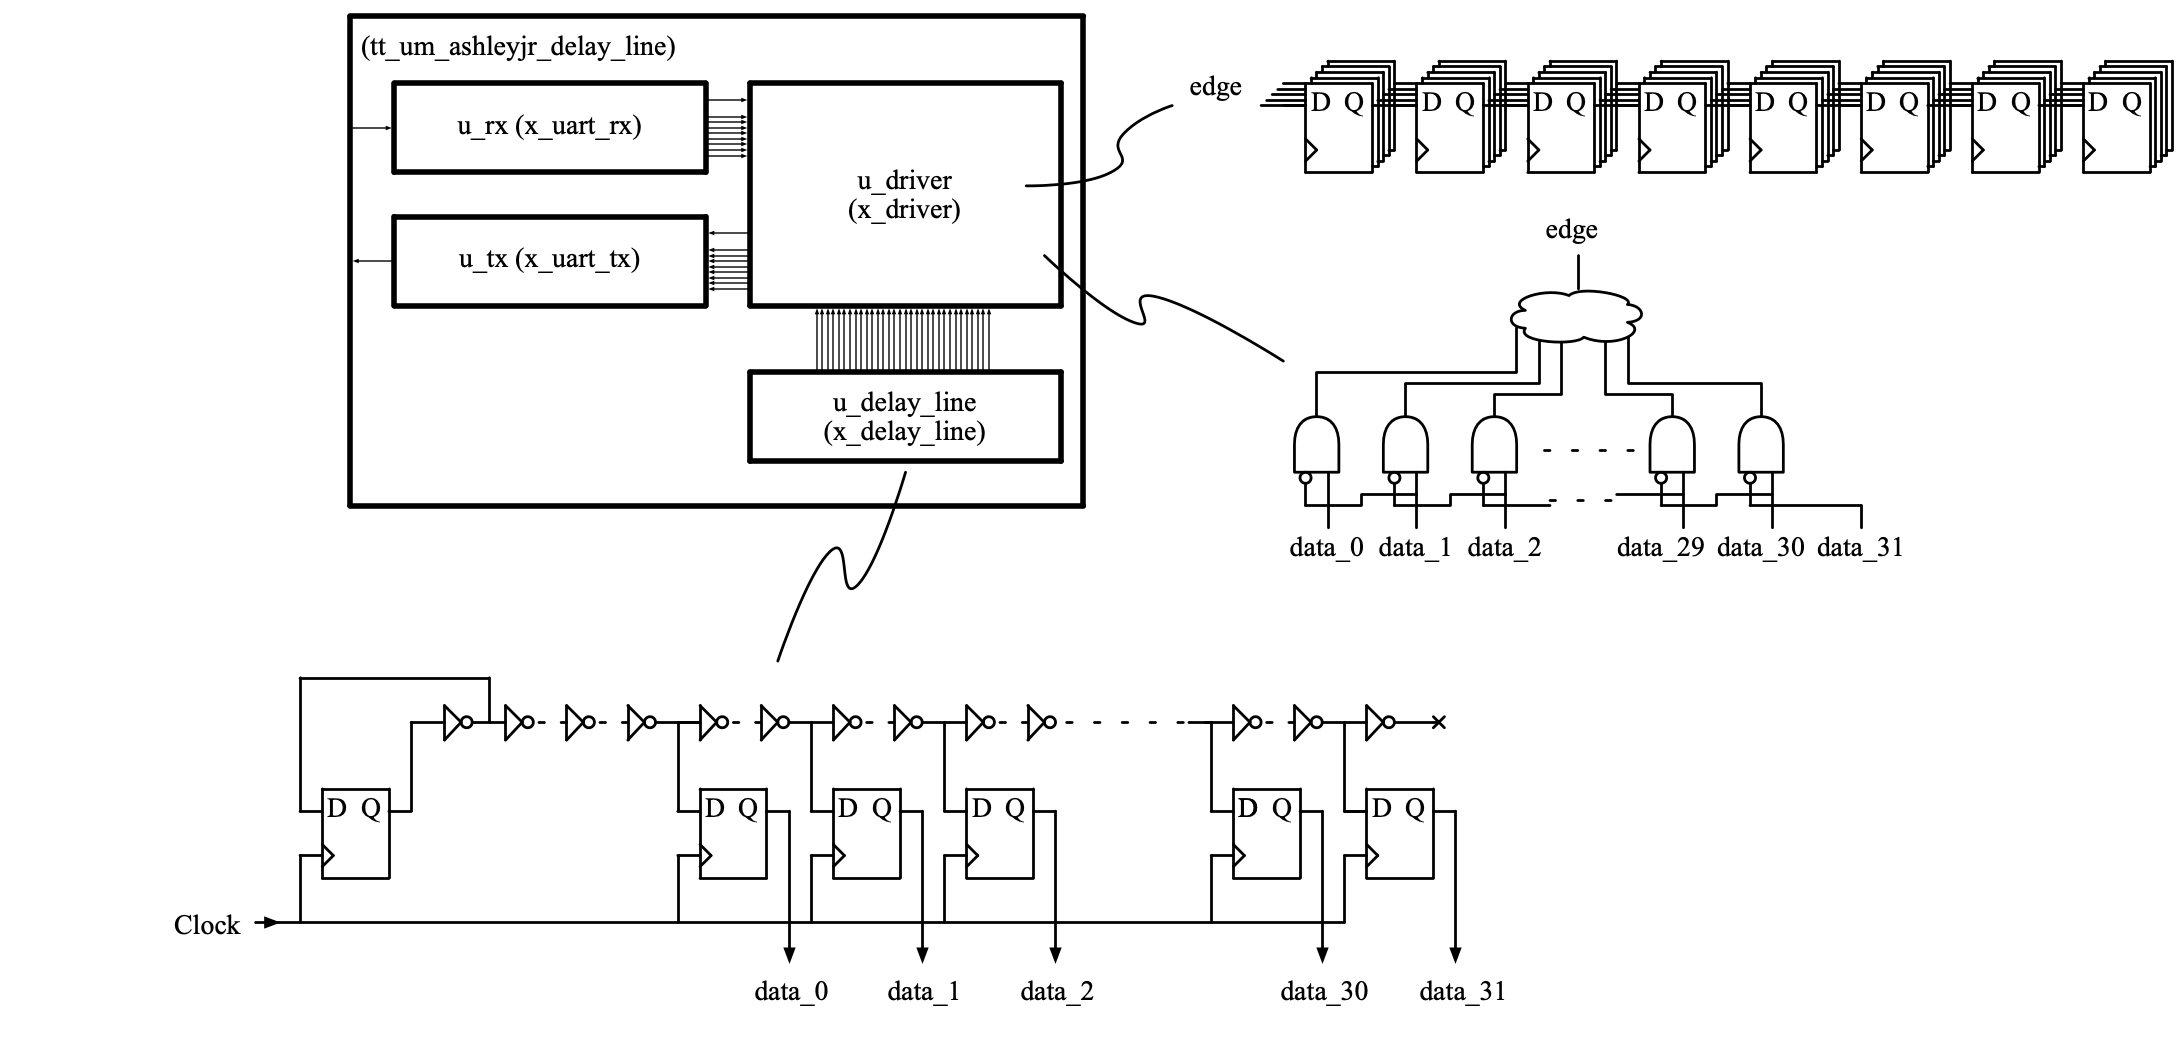 (tt_um_ashleyjr_delay_line)
u_rx (x_uart_rx)
u_tx (x_uart_tx)
u_driver
(x_driver)
u_delay_line
(x_delay_line)
edge
D Q D Q D Q D Q D Q D Q D Q D Q
edge
data_0 data_1 data_2 data_29 data_30 data_31
D Q D Q D Q D Q D Q D Q
Clock
data_0 data_1 data_2 data_30 data_31